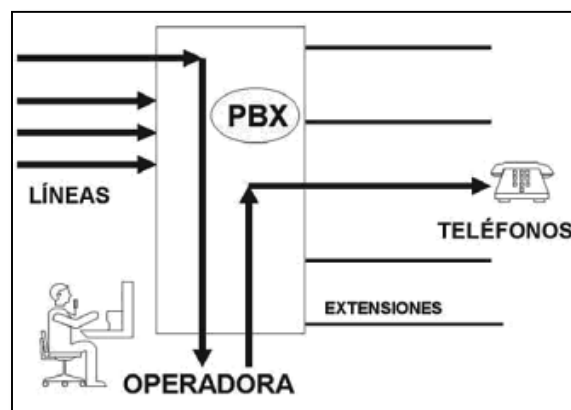 PBX
LÍNEAS
TELÉFONOS
EXTENSIONES
OPERADORA